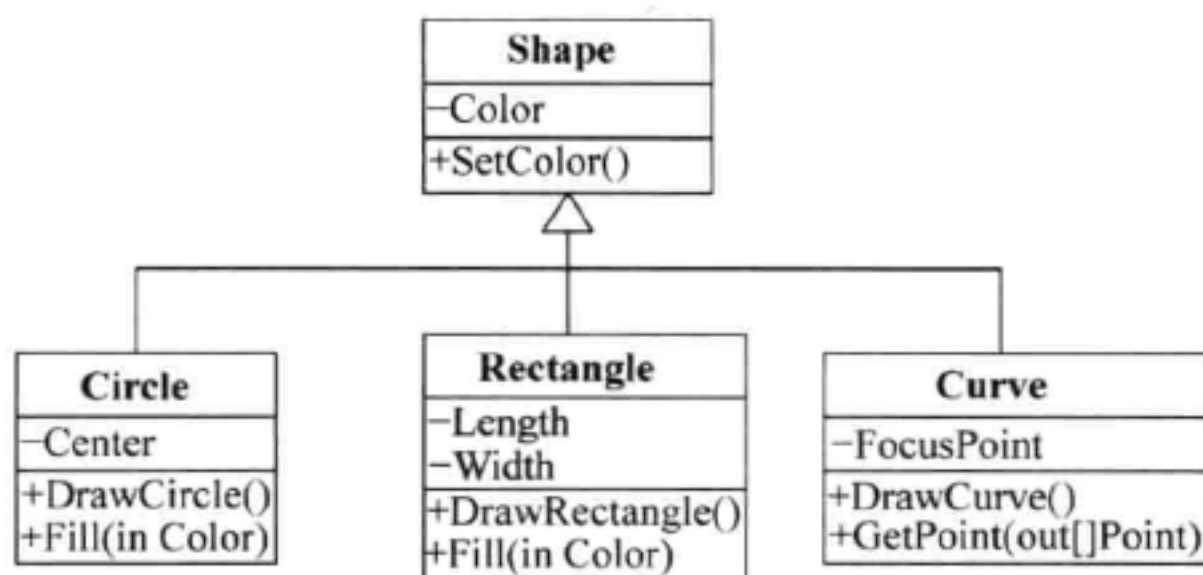 Shape
−Color
+SetColor()
Circle
−Center
+DrawCircle()
+Fill(in Color)
Rectangle
−Length
−Width
+DrawRectangle()
+Fill(in Color)
Curve
−FocusPoint
+DrawCurve()
+GetPoint(out[]Point)